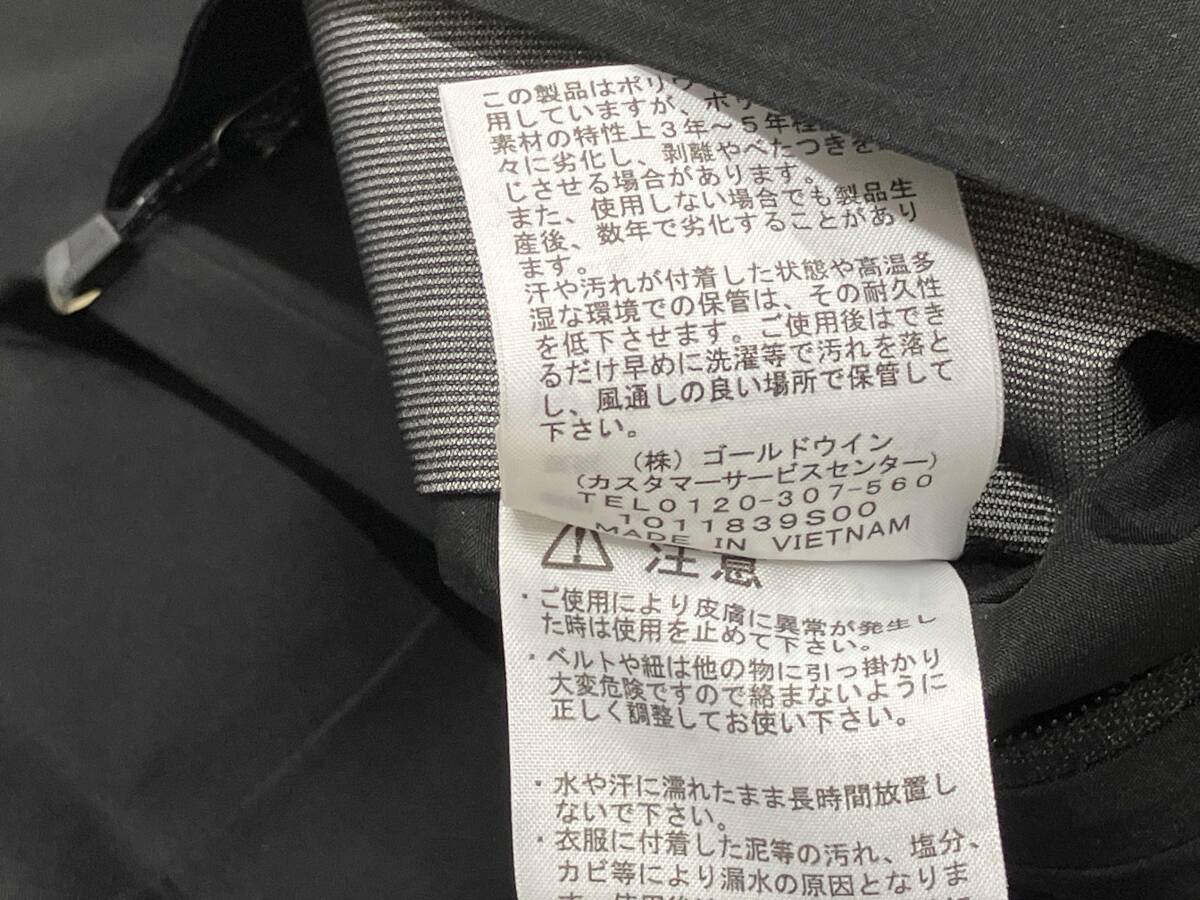 この製品はポリウ
用していますが、ポリ
素材の特性上3年〜5年程
々に劣化し、剥離やべたつきを
じさせる場合があります。
また、使用しない場合でも製品生
産後、数年で劣化することがあり
ます。
汗や汚れが付着した状態や高温多
湿な環境での保管は、その耐久性
を低下させます。ご使用後はでき
るだけ早めに洗濯等で汚れを落と
し、風通しの良い場所で保管して
下さい。
(株)ゴールドウイン
(カスタマーサービスセンター)
TEL0120-307-560
1011839S00
MADE IN VIETNAM
注意
・ご使用により皮膚に異常が発生し
た時は使用を止めて下さい。
・ベルトや紐は他の物に引っ掛かり
大変危険ですので絡まないように
正しく調整してお使い下さい。
・水や汗に濡れたまま長時間放置し
ないで下さい。
・衣服に付着した泥等の汚れ、塩分、
カビ等により漏水の原因となりま
す。使用後は